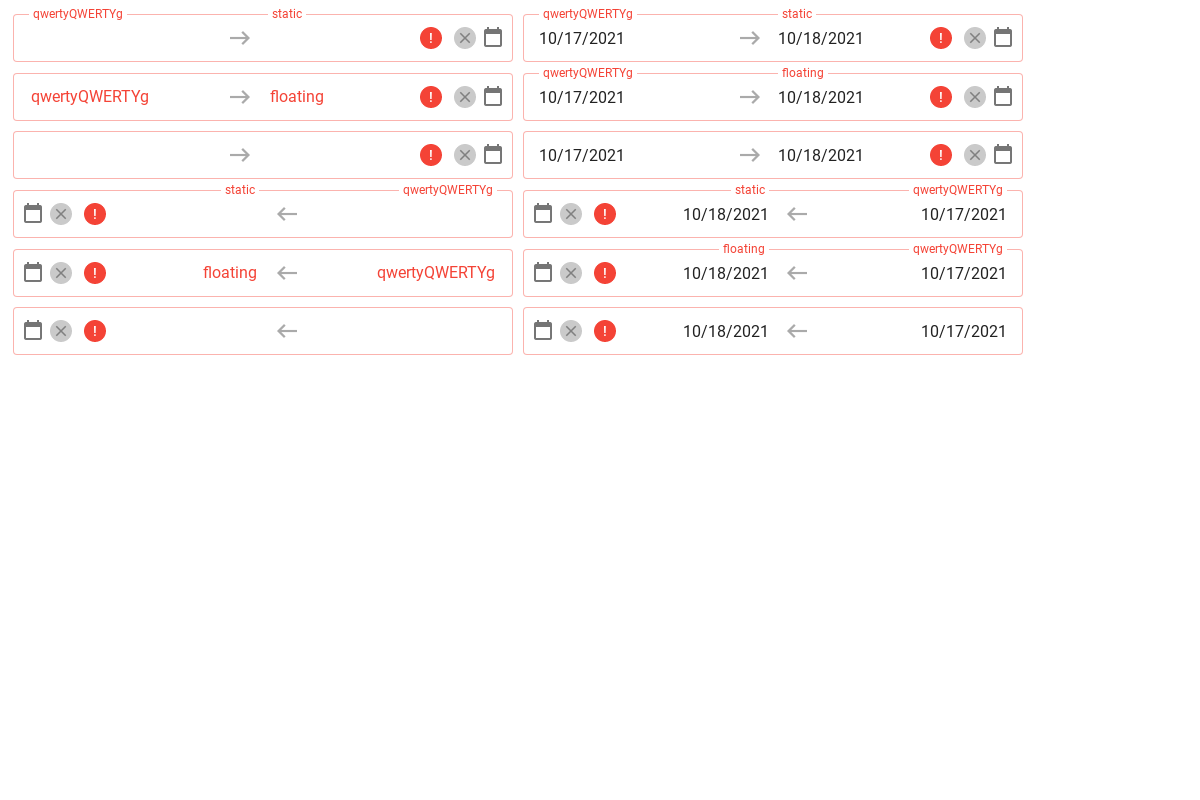 qwertyQWERTYg static qwertyQWERTYg static
10/17/2021 10/18/2021
qwertyQWERTYg floating
qwertyQWERTYg floating 10/17/2021 10/18/2021
10/17/2021 10/18/2021
static qwertyQWERTYg static qwertyQWERTYg
10/18/2021 10/17/2021
floating qwertyQWERTYg
floating qwertyQWERTYg 10/18/2021 10/17/2021
10/18/2021 10/17/2021